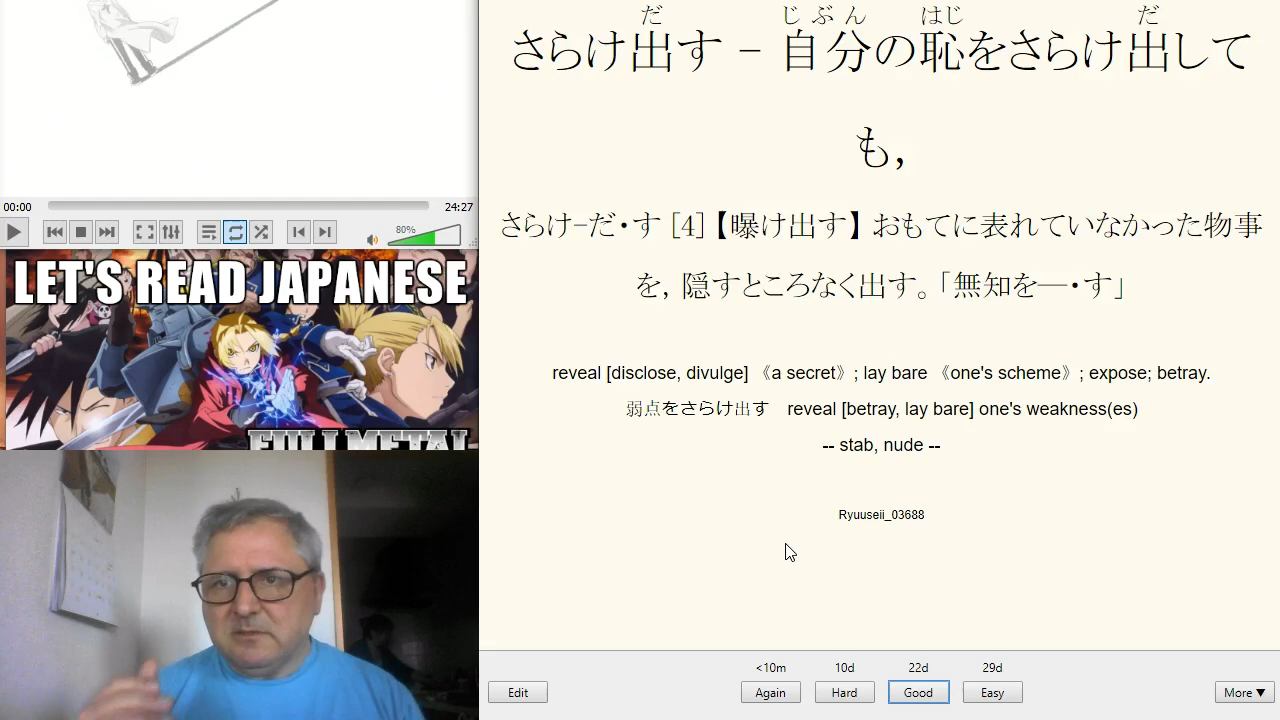 00:00
24:27
80%
LET'S READ JAPANESE
FULLMETAL
だ じぶん はじ だ
さらけ出す - 自分の恥をさらけ出して
も,
さらけ−だ・す [4]【曝け出す】 おもてに表れていなかった物事
を, 隠すところなく出す。「無知を―・す」
reveal [disclose, divulge] 《a secret》; lay bare 《one's scheme》; expose; betray.
弱点をさらけ出す reveal [betray, lay bare] one's weakness(es)
-- stab, nude --
Ryuuseii_03688
<10m 10d 22d 29d
Edit Again Hard Good Easy More ▼